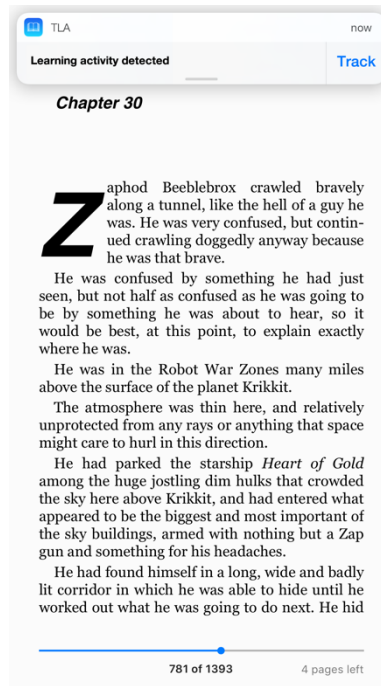 TLA
now
Learning activity detected
Track
Chapter 30
Zaphod Beeblebrox crawled bravely
along a tunnel, like the hell of a guy he
was. He was very confused, but contin-
ued crawling doggedly anyway because
he was that brave.
He was confused by something he had just
seen, but not half as confused as he was going to
be by something he was about to hear, so it
would be best, at this point, to explain exactly
where he was.
He was in the Robot War Zones many miles
above the surface of the planet Krikkit.
The atmosphere was thin here, and relatively
unprotected from any rays or anything that space
might care to hurl in this direction.
He had parked the starship Heart of Gold
among the huge jostling dim hulks that crowded
the sky here above Krikkit, and had entered what
appeared to be the biggest and most important of
the sky buildings, armed with nothing but a Zap
gun and something for his headaches.
He had found himself in a long, wide and badly
lit corridor in which he was able to hide until he
worked out what he was going to do next. He hid
781 of 1393
4 pages left